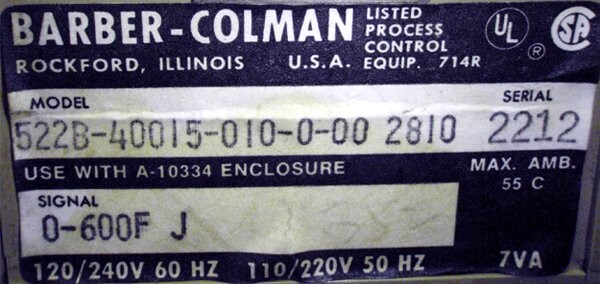 BARBER-COLMAN LISTED PROCESS CONTROL EQUIP. 714R UL ® SA
ROCKFORD, ILLINOIS U.S.A.
MODEL SERIAL
522B-40015-010-0-00 2810 2212
USE WITH A-10334 ENCLOSURE MAX. AMB. 55 C
SIGNAL
0-600F J
120/240V 60 HZ 110/220V 50 HZ 7VA